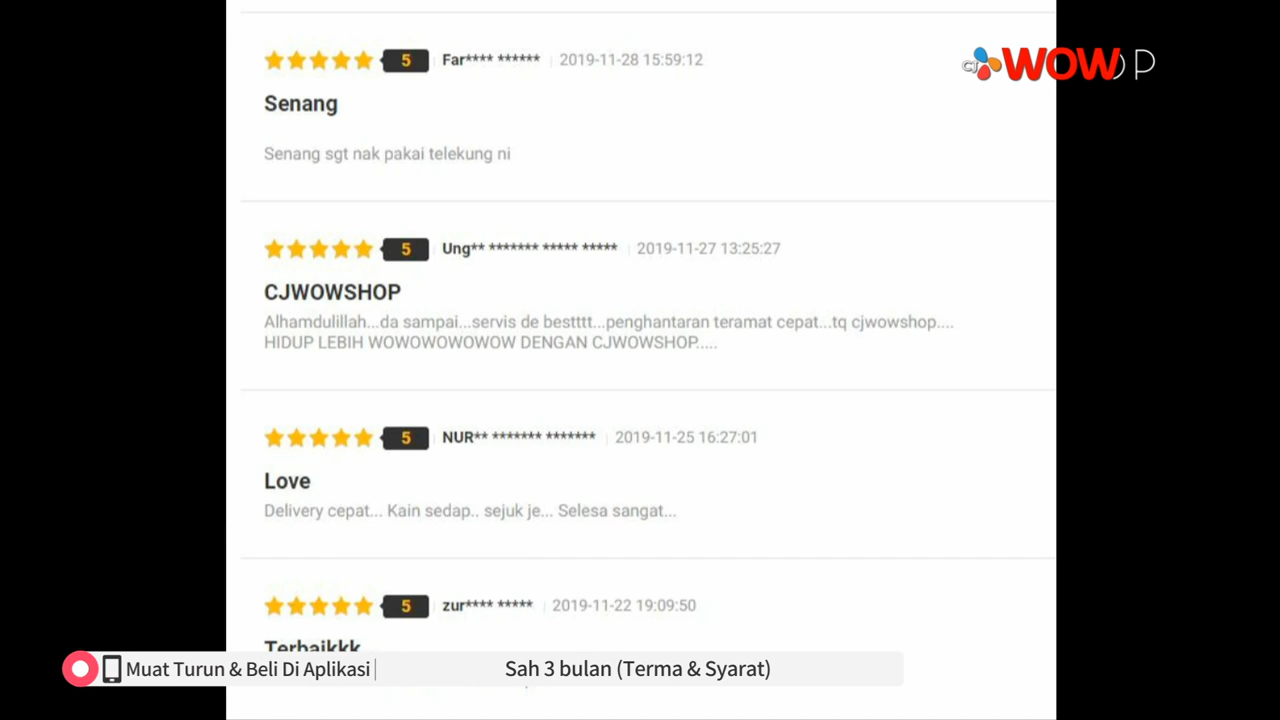 5 Far**** ****** 2019-11-28 15:59:12
CJ WOW P
Senang
Senang sgt nak pakai telekung ni
5 Ung** ******* ***** ***** 2019-11-27 13:25:27
CJWOWSHOP
Alhamdulillah...da sampai...servis de bestttt...penghantaran teramat cepat...tq cjwowshop....
HIDUP LEBIH WOWOWOWOWOW DENGAN CJWOWSHOP.....
5 NUR** ******* ******* 2019-11-25 16:27:01
Love
Delivery cepat... Kain sedap.. sejuk je... Selesa sangat...
5 zur**** ***** 2019-11-22 19:09:50
Terbaikkk
Muat Turun & Beli Di Aplikasi | Sah 3 bulan (Terma & Syarat)